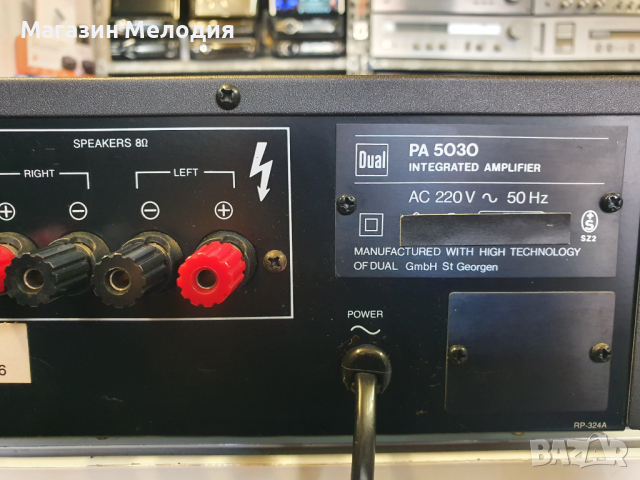 Магазин Мелодия
SPEAKERS 8Ω
RIGHT
LEFT
+ - - +
Dual
PA 5030
INTEGRATED AMPLIFIER
AC 220V ~ 50Hz
S
SZ2
MANUFACTURED WITH HIGH TECHNOLOGY
OF DUAL GmbH St Georgen
POWER
~
6
RP-324A
bazar